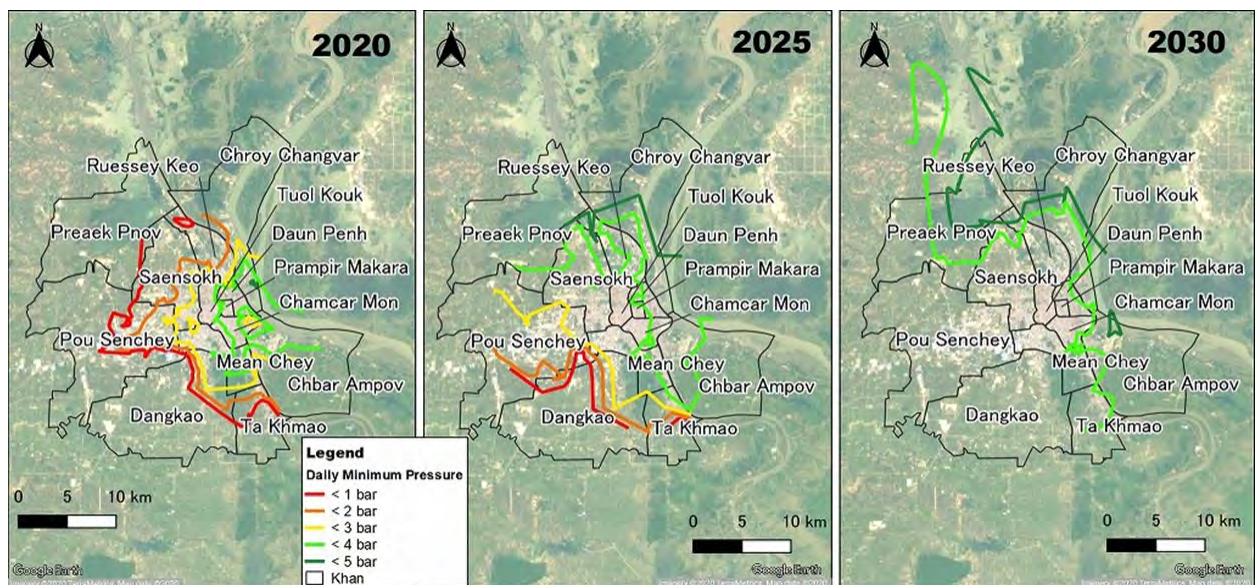 N
2020
Ruessey Keo
Chroy Changvar
Tuol Kouk
Preaek Pnov
Daun Penh
Saensokh
Prampir Makara
Chamcar Mon
Pou Senchey
Mean Chey
Chbar Ampov
Dangkao
Ta Khmao
0 5 10 km
Google Earth
N
2025
Ruessey Keo
Chroy Changvar
Tuol Kouk
Preaek Pnov
Daun Penh
Saensokh
Prampir Makara
Chamcar Mon
Pou Senchey
Mean Chey
Chbar Ampov
Dangkao
Ta Khmao
0 5 10 km
Google Earth
N
2030
Ruessey Keo
Chroy Changvar
Tuol Kouk
Preaek Pnov
Daun Penh
Saensokh
Prampir Makara
Chamcar Mon
Pou Senchey
Mean Chey
Chbar Ampov
Dangkao
Ta Khmao
0 5 10 km
Google Earth
Legend
Daily Minimum Pressure
< 1 bar
< 2 bar
< 3 bar
< 4 bar
< 5 bar
Khan